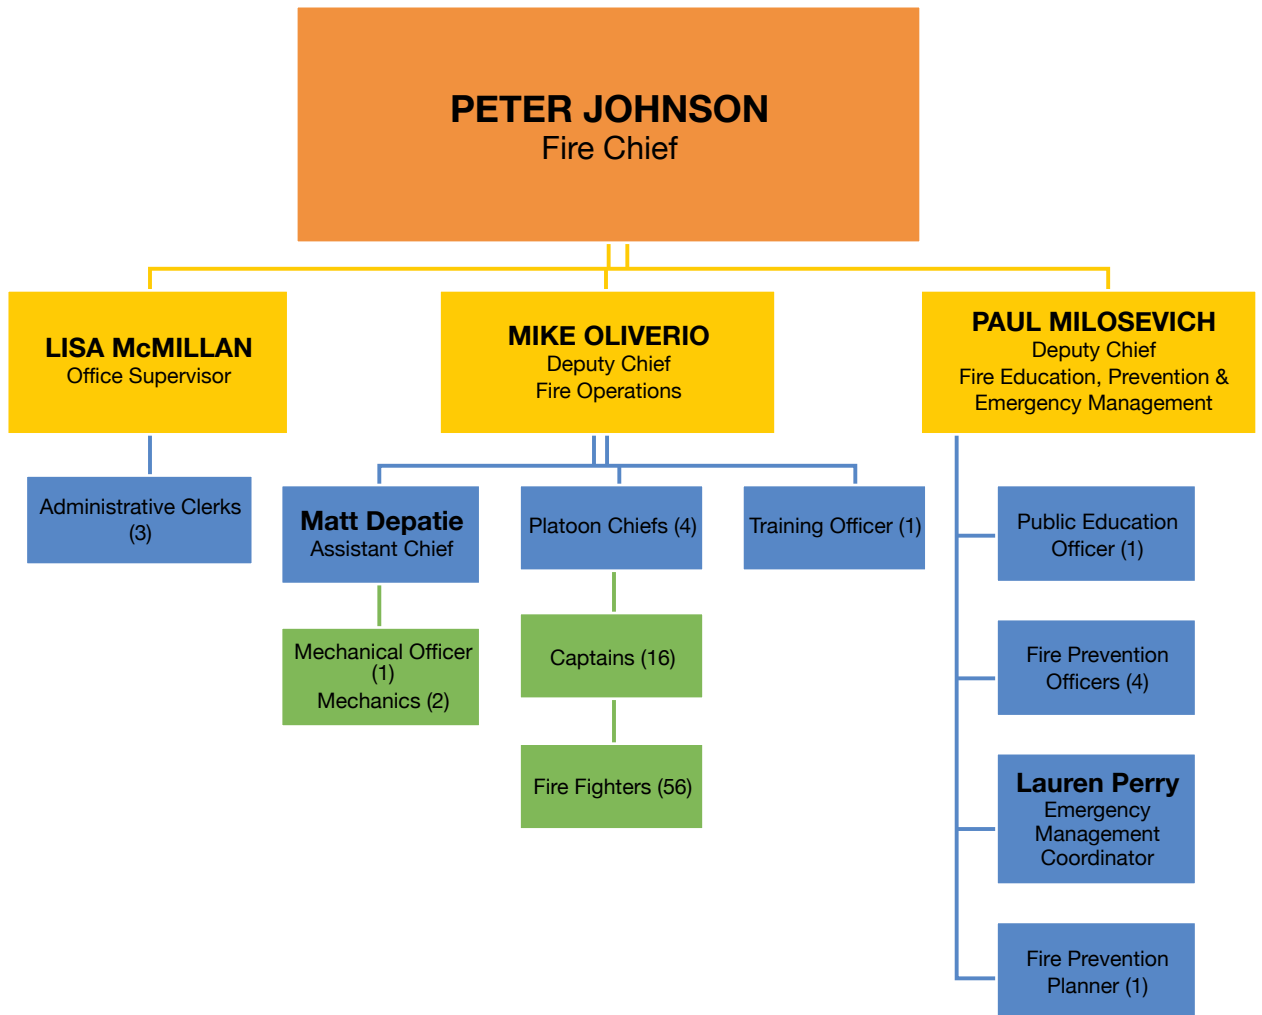 PETER JOHNSON
Fire Chief
LISA McMILLAN
Office Supervisor
MIKE OLIVERIO
Deputy Chief
Fire Operations
PAUL MILOSEVICH
Deputy Chief
Fire Education, Prevention &
Emergency Management
Administrative Clerks
(3)
Matt Depatie
Assistant Chief
Platoon Chiefs (4)
Training Officer (1)
Public Education
Officer (1)
Mechanical Officer
(1)
Mechanics (2)
Captains (16)
Fire Prevention
Officers (4)
Fire Fighters (56)
Lauren Perry
Emergency
Management
Coordinator
Fire Prevention
Planner (1)